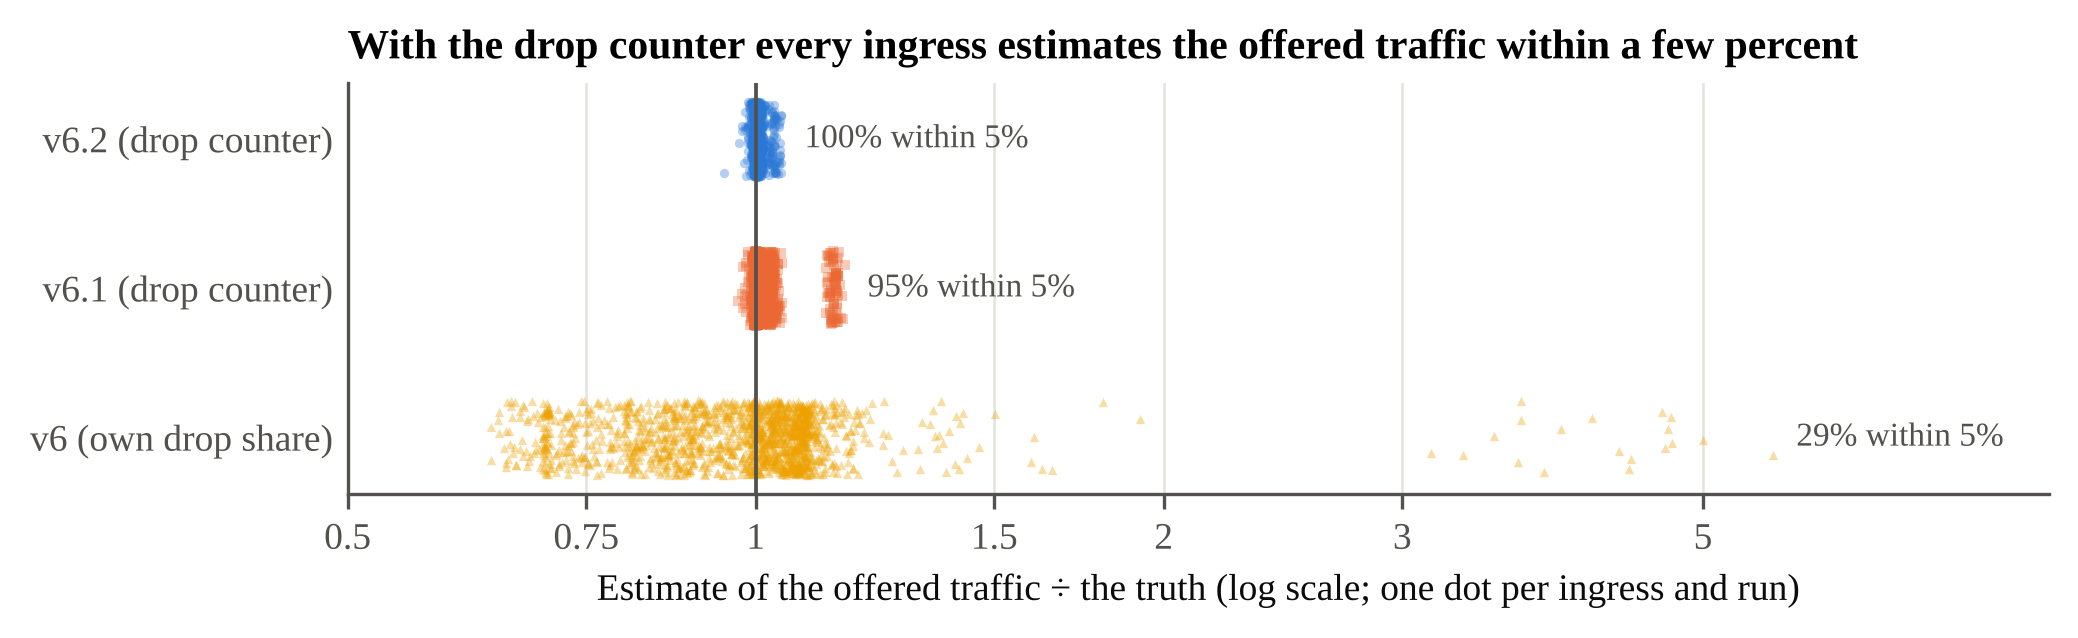 With the drop counter every ingress estimates the offered traffic within a few percent
v6.2 (drop counter)
100% within 5%
v6.1 (drop counter)
95% within 5%
v6 (own drop share)
29% within 5%
0.5 0.75 1 1.5 2 3 5
Estimate of the offered traffic ÷ the truth (log scale; one dot per ingress and run)